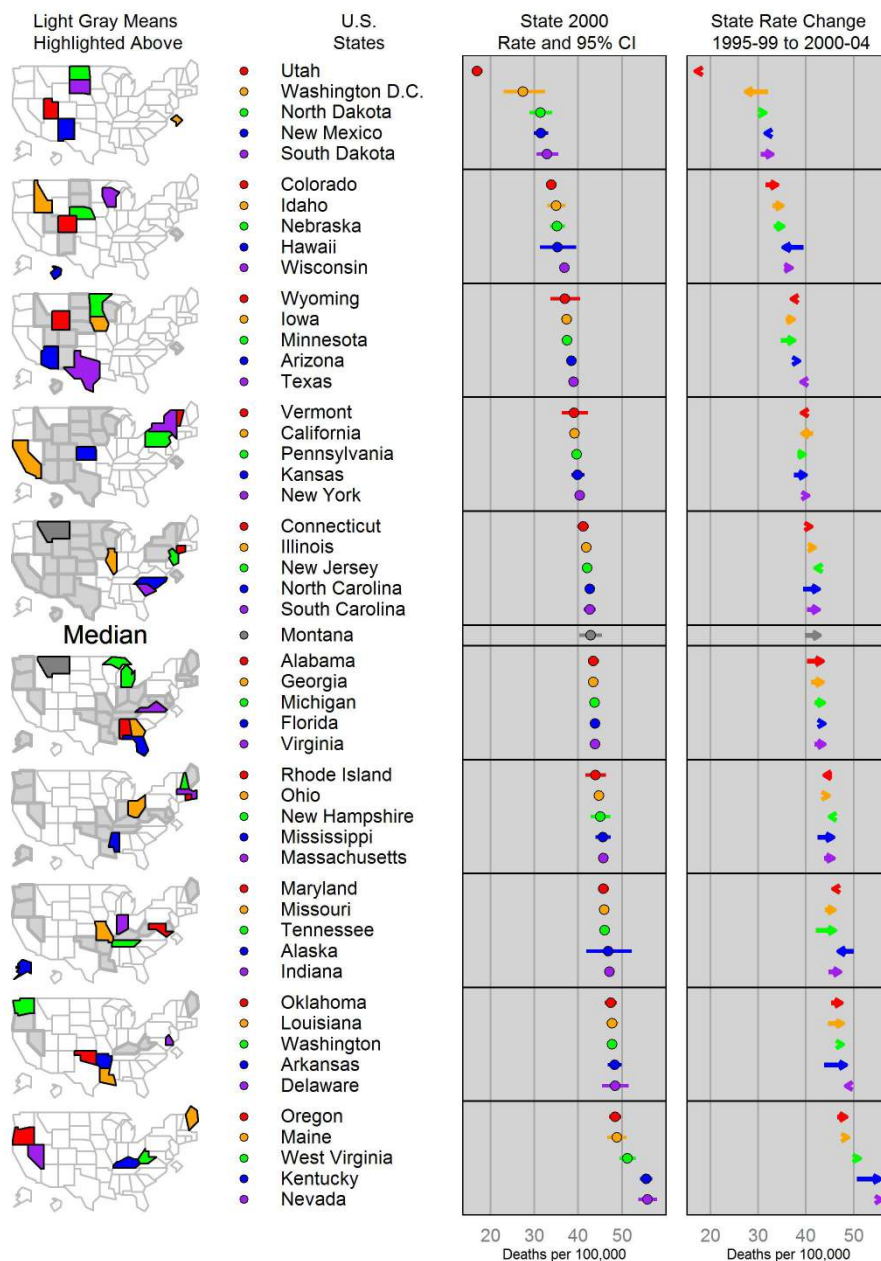 Light Gray Means
Highlighted Above
U.S.
States
State 2000
Rate and 95% CI
State Rate Change
1995-99 to 2000-04
Utah
Washington D.C.
North Dakota
New Mexico
South Dakota
Colorado
Idaho
Nebraska
Hawaii
Wisconsin
Wyoming
Iowa
Minnesota
Arizona
Texas
Vermont
California
Pennsylvania
Kansas
New York
Connecticut
Illinois
New Jersey
North Carolina
South Carolina
Median
Montana
Alabama
Georgia
Michigan
Florida
Virginia
Rhode Island
Ohio
New Hampshire
Mississippi
Massachusetts
Maryland
Missouri
Tennessee
Alaska
Indiana
Oklahoma
Louisiana
Washington
Arkansas
Delaware
Oregon
Maine
West Virginia
Kentucky
Nevada
20 30 40 50
Deaths per 100,000
20 30 40 50
Deaths per 100,000